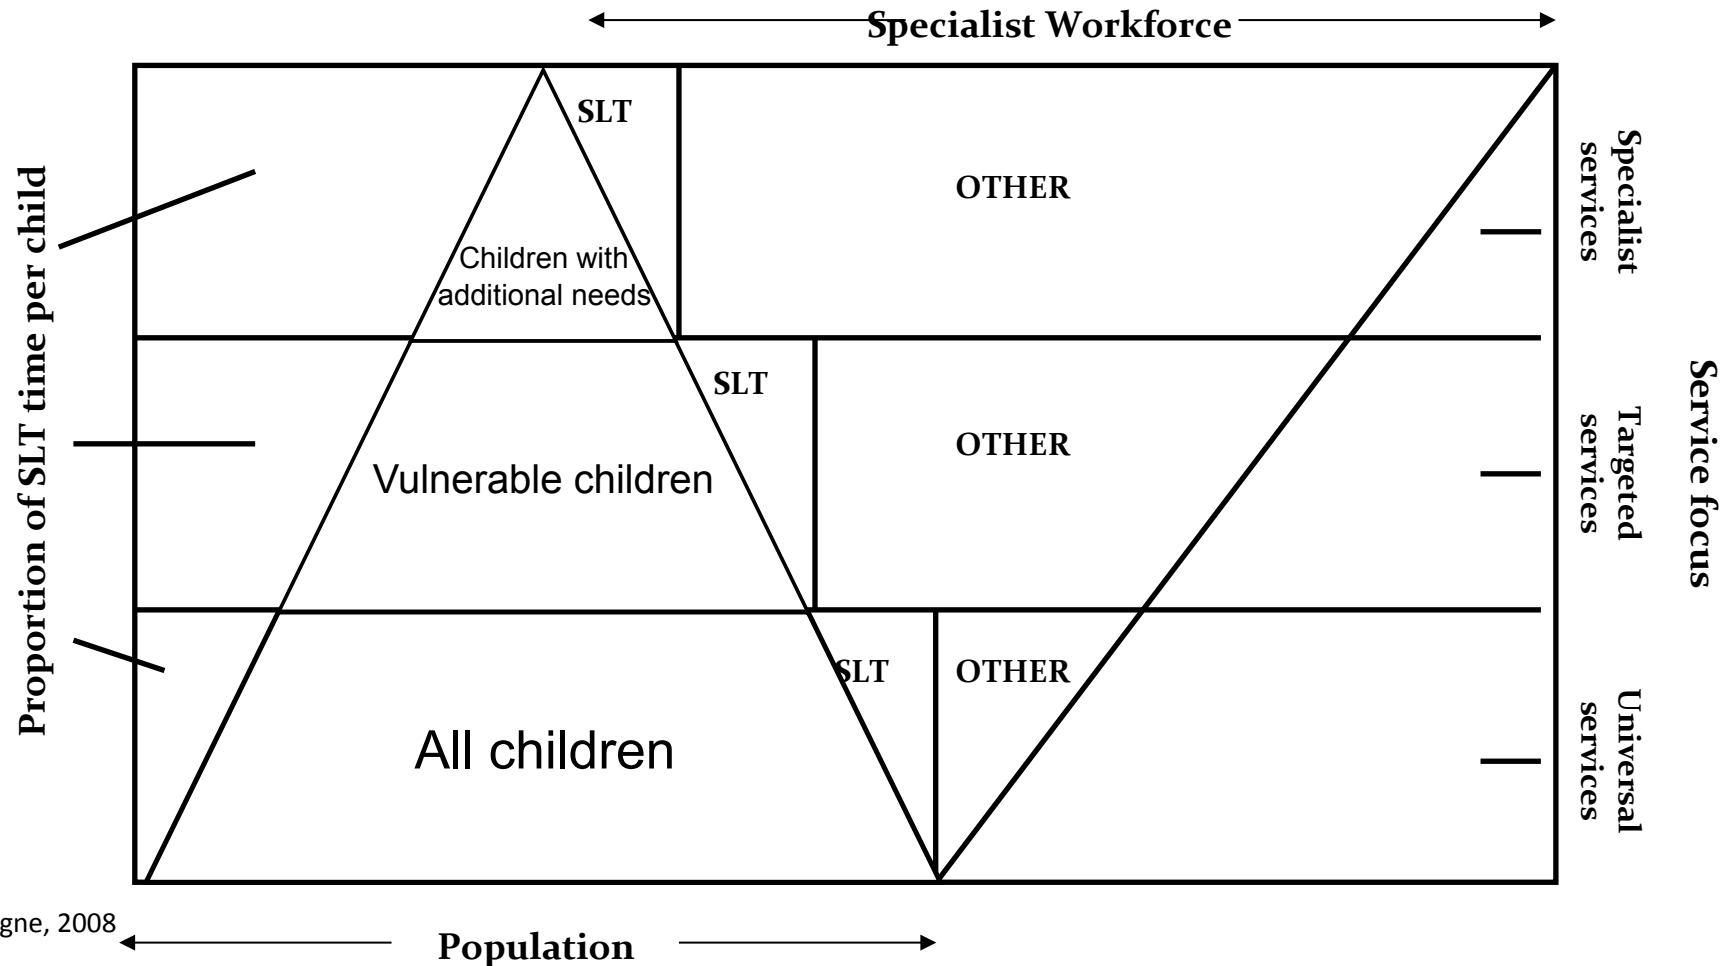 Specialist Workforce
Proportion of SLT time per child
SLT
OTHER
Children with
additional needs
Specialist
services
SLT
OTHER
Vulnerable children
Targeted
services
Service focus
SLT
OTHER
All children
Universal
services
gne, 2008
Population